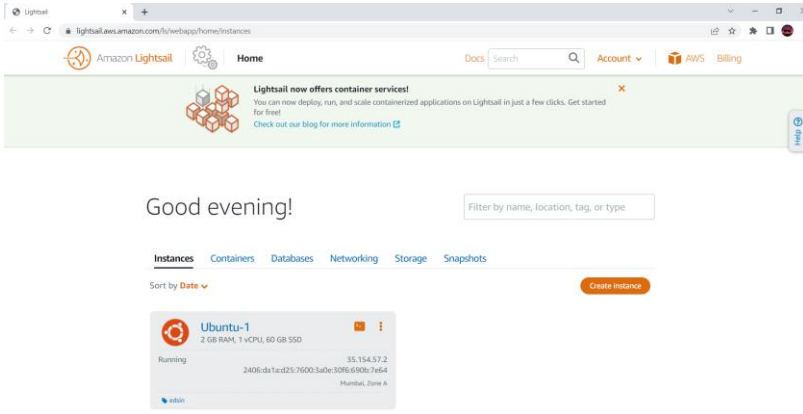 Lightsail
lightsail.aws.amazon.com/ls/webapp/home/instances
Amazon Lightsail
Home
Docs
Search
Account
AWS
Billing
Lightsail now offers container services!
You can now deploy, run, and scale containerized applications on Lightsail in just a few clicks. Get started
for free!
Check out our blog for more information
Help
Good evening!
Filter by name, location, tag, or type
Instances Containers Databases Networking Storage Snapshots
Sort by Date
Create instance
Ubuntu-1
2 GB RAM, 1 vCPU, 60 GB SSD
Running
35.154.57.2
2406:da1a:d25:7600:3a0e:30f6:690b:7e64
Mumbai, Zone A